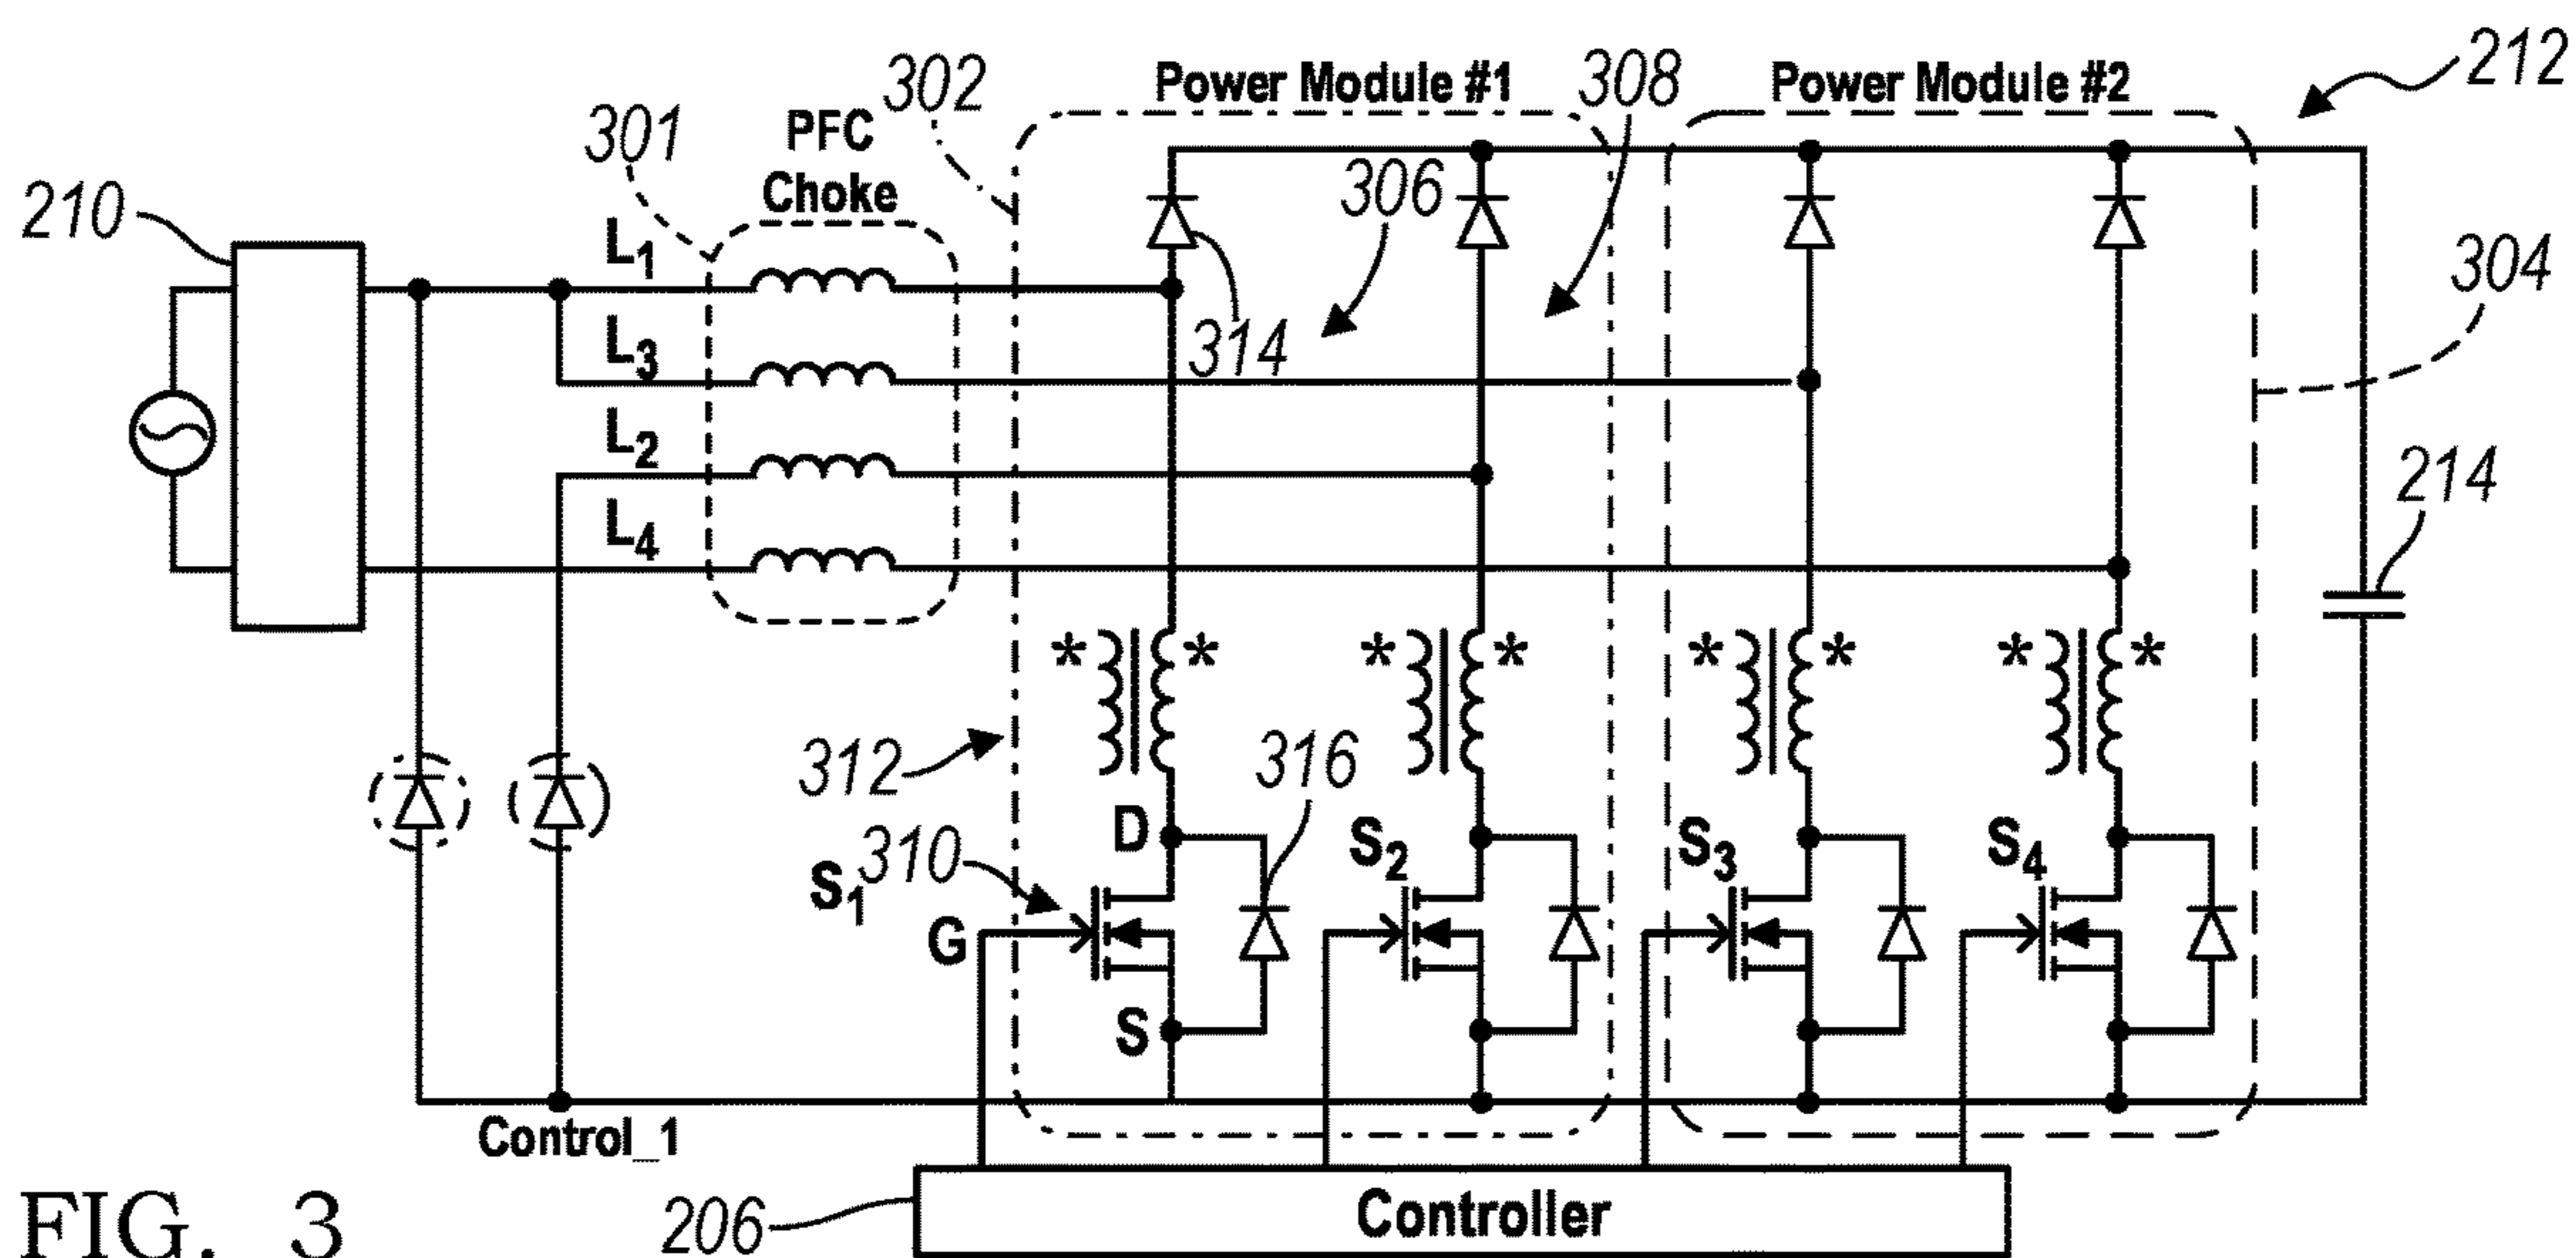 212
302
Power Module #1
308
Power Module #2
301
PFC
Choke
306
210
L1
314
304
L3
L2
214
L4
* * * * * * * *
312
316
D
S1
310
S2
S3
S4
G
S
Control_1
206
Controller
FIG. 3